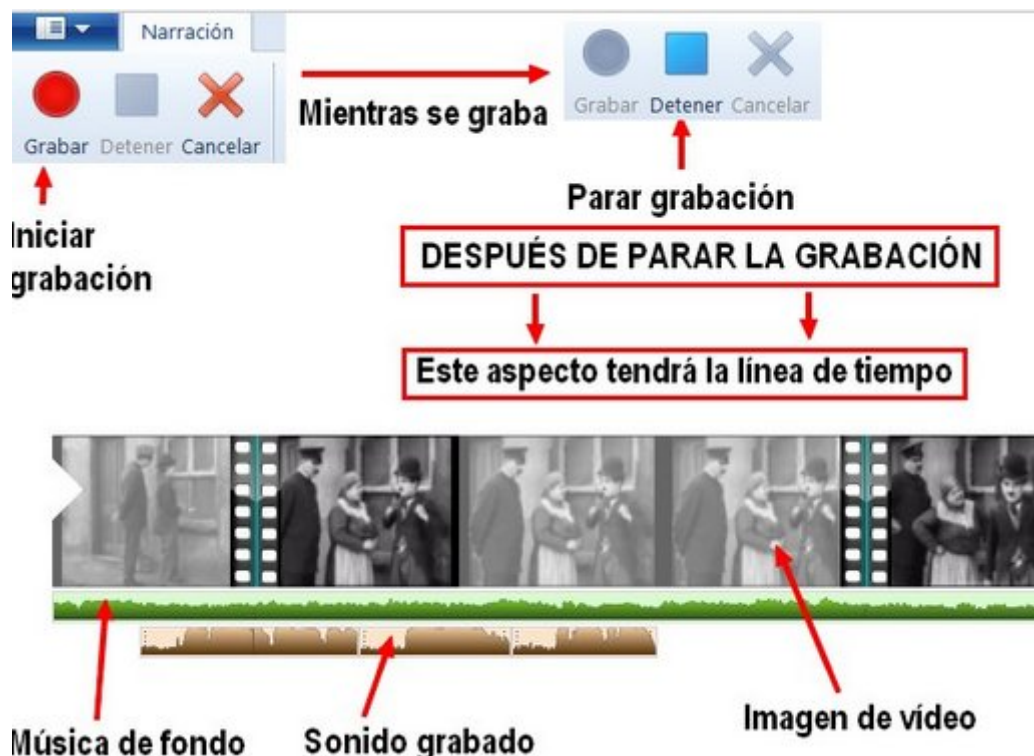 Narración
Grabar Detener Cancelar
Mientras se graba
Grabar Detener Cancelar
Iniciar
grabación
Parar grabación
DESPUÉS DE PARAR LA GRABACIÓN
Este aspecto tendrá la línea de tiempo
Música de fondo
Sonido grabado
Imagen de vídeo